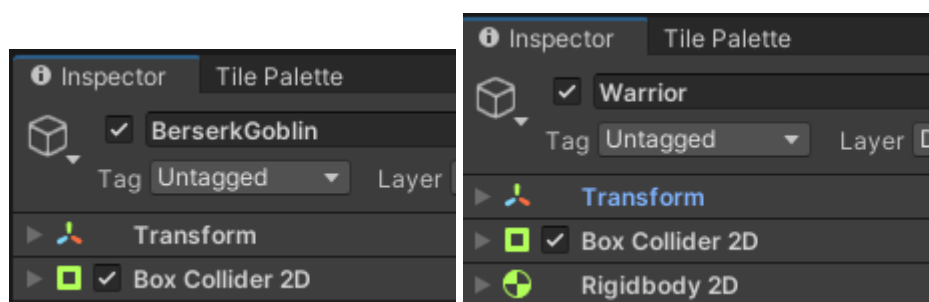 Inspector Tile Palette
BerserkGoblin
Tag Untagged Layer
Transform
Box Collider 2D
Inspector Tile Palette
Warrior
Tag Untagged Layer D
Transform
Box Collider 2D
Rigidbody 2D